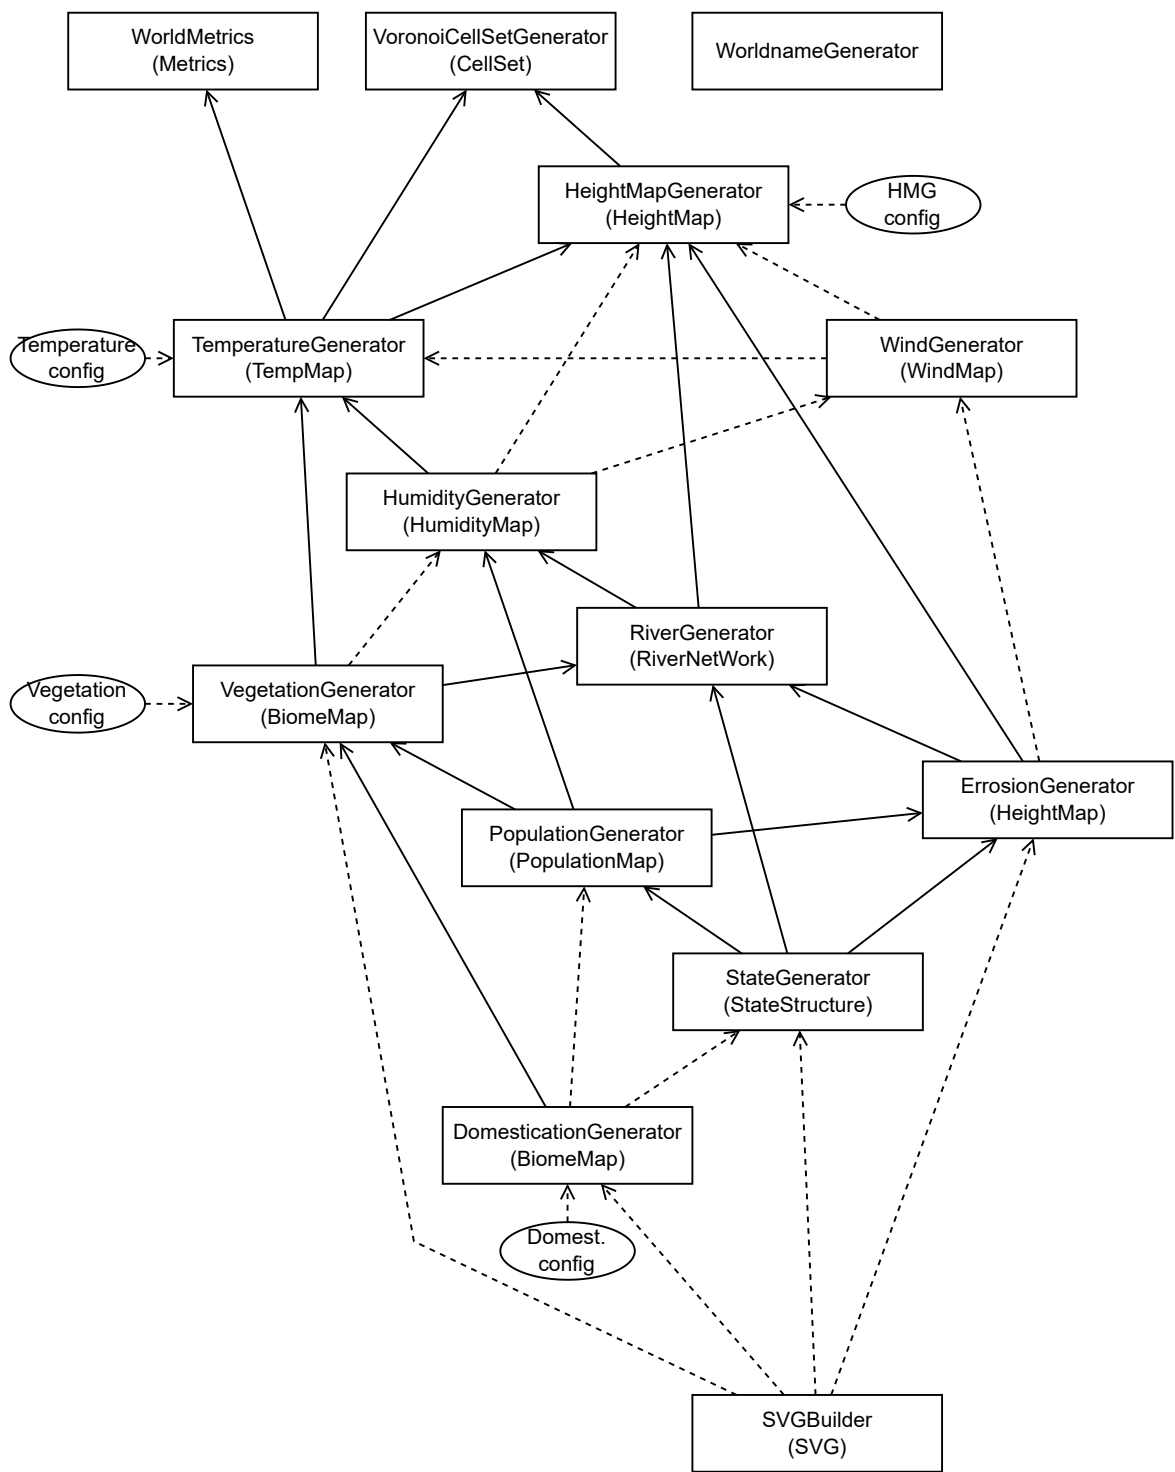 WorldMetrics
(Metrics)
VoronoiCellSetGenerator
(CellSet)
WorldnameGenerator
HeightMapGenerator
(HeightMap)
HMG
config
Temperature
config
TemperatureGenerator
(TempMap)
WindGenerator
(WindMap)
HumidityGenerator
(HumidityMap)
RiverGenerator
(RiverNetWork)
Vegetation
config
VegetationGenerator
(BiomeMap)
ErrosionGenerator
(HeightMap)
PopulationGenerator
(PopulationMap)
StateGenerator
(StateStructure)
DomesticationGenerator
(BiomeMap)
Domest.
config
SVGBuilder
(SVG)